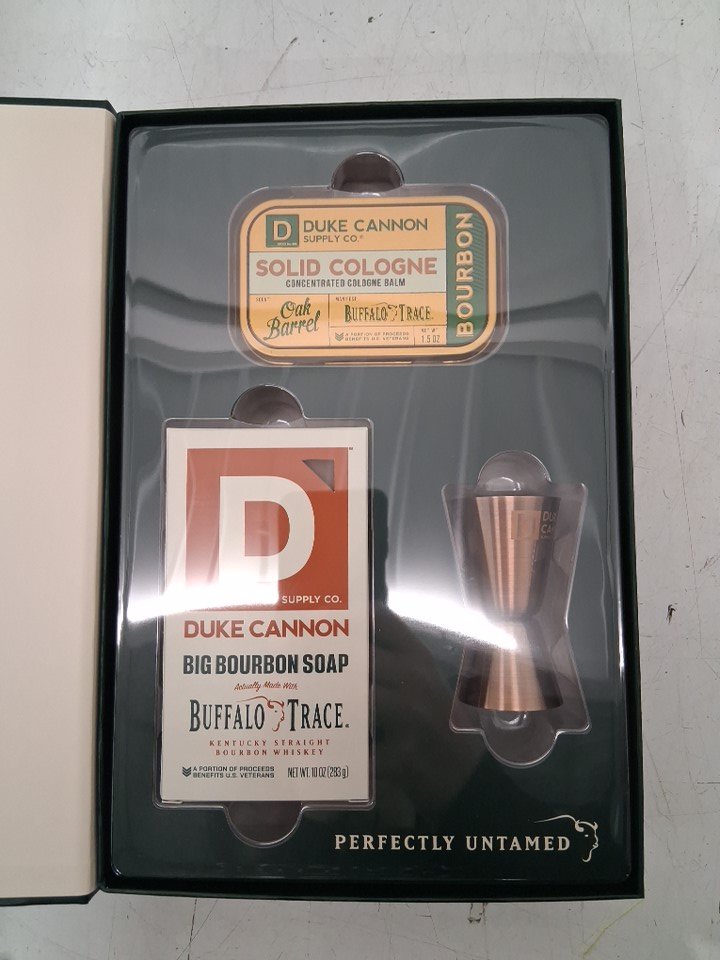 D DUKE CANNON
SUPPLY CO.®
SOLID COLOGNE
CONCENTRATED COLOGNE BALM
Oak
Barrel
BUFFALO TRACE
A PORTION OF PROCEEDS
BENEFITS U.S. VETERANS
1.5 OZ
BOURBON
D
SUPPLY CO.
DUKE CANNON
BIG BOURBON SOAP
Actually Made With
BUFFALO TRACE
KENTUCKY STRAIGHT
BOURBON WHISKEY
A PORTION OF PROCEEDS
BENEFITS U.S. VETERANS
NET WT. 10 OZ (283 g)
PERFECTLY UNTAMED